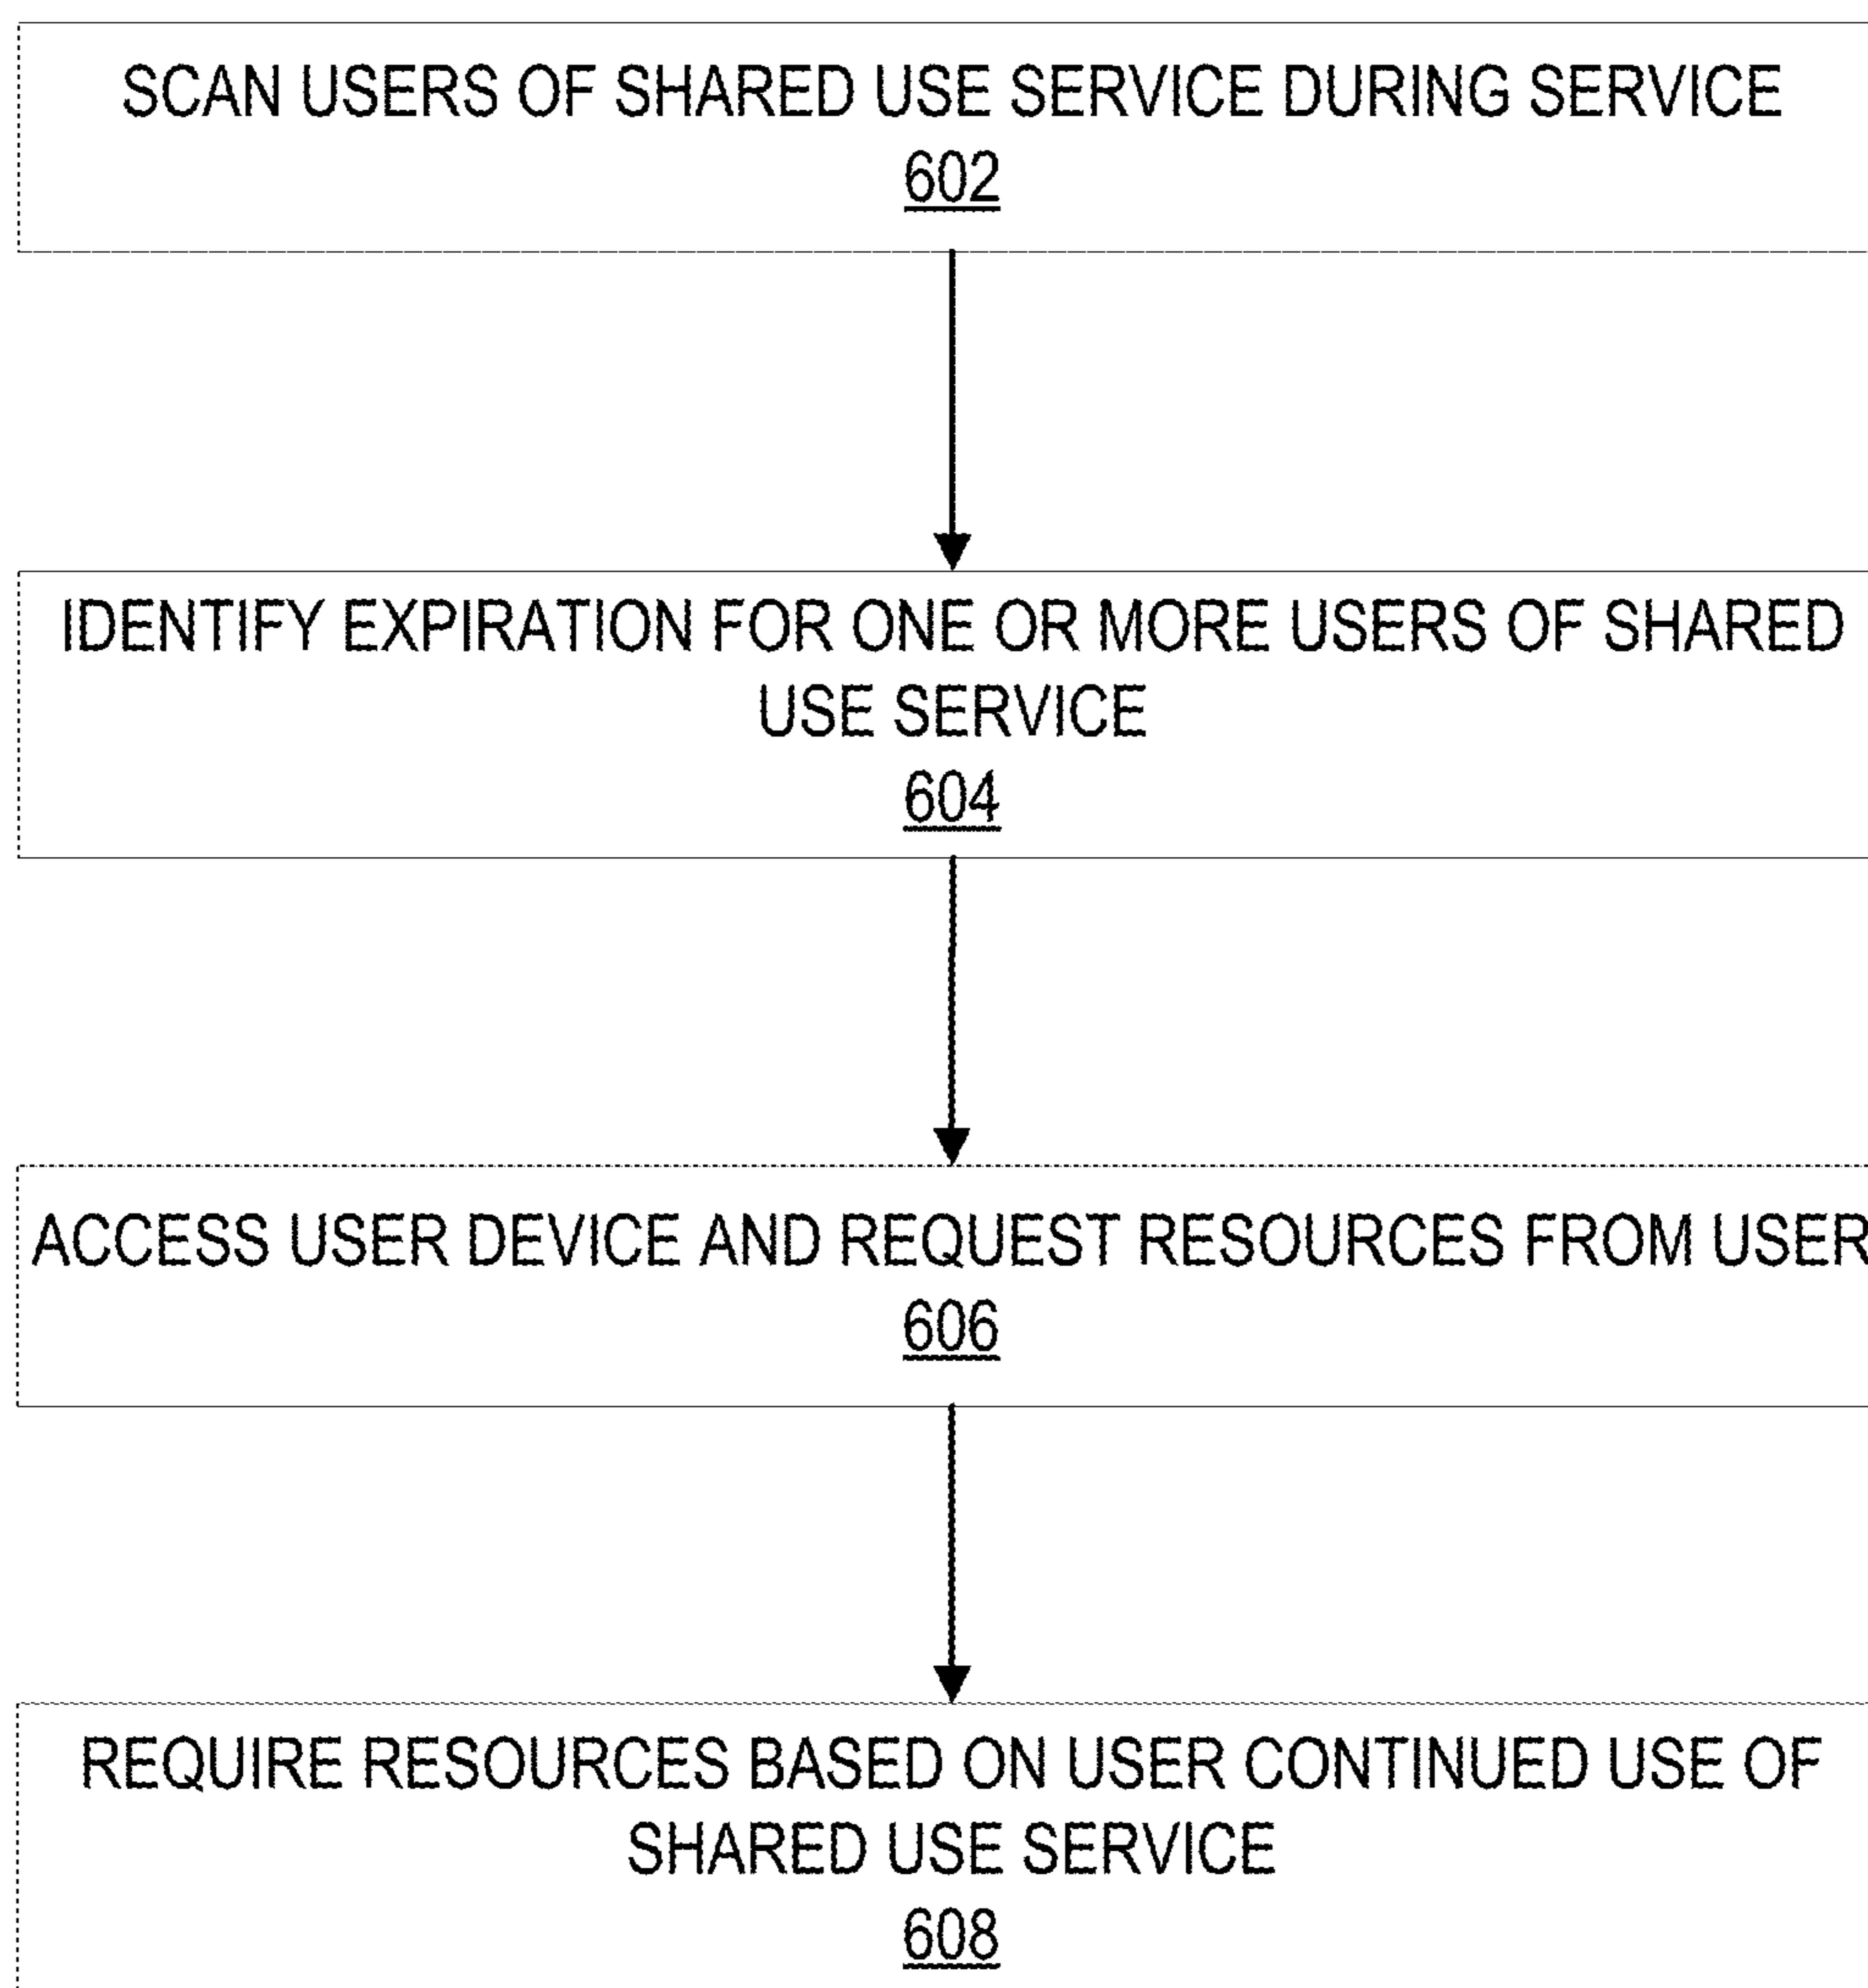 SCAN USERS OF SHARED USE SERVICE DURING SERVICE
602
IDENTIFY EXPIRATION FOR ONE OR MORE USERS OF SHARED
USE SERVICE
604
ACCESS USER DEVICE AND REQUEST RESOURCES FROM USER
606
REQUIRE RESOURCES BASED ON USER CONTINUED USE OF
SHARED USE SERVICE
608